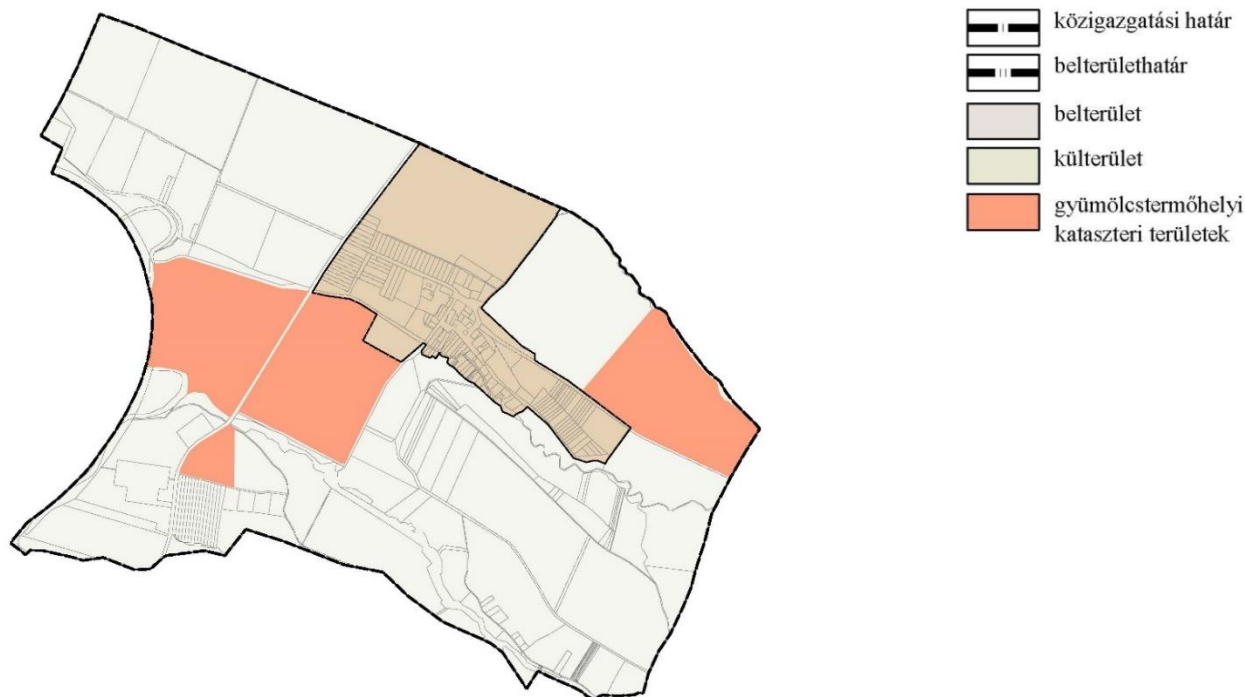 közigazgatási határ
belterülethatár
belterület
külterület
gyümölcstermőhelyi
kataszteri területek